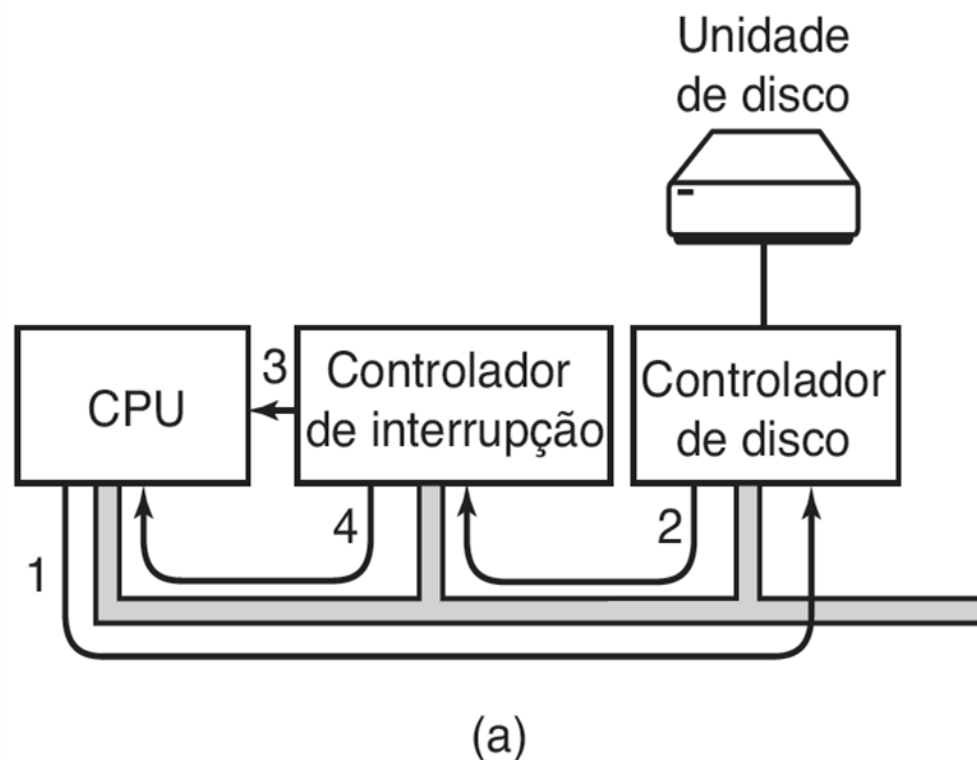 Unidade
de disco
CPU
3
Controlador
de interrupção
Controlador
de disco
1
4
2
(a)